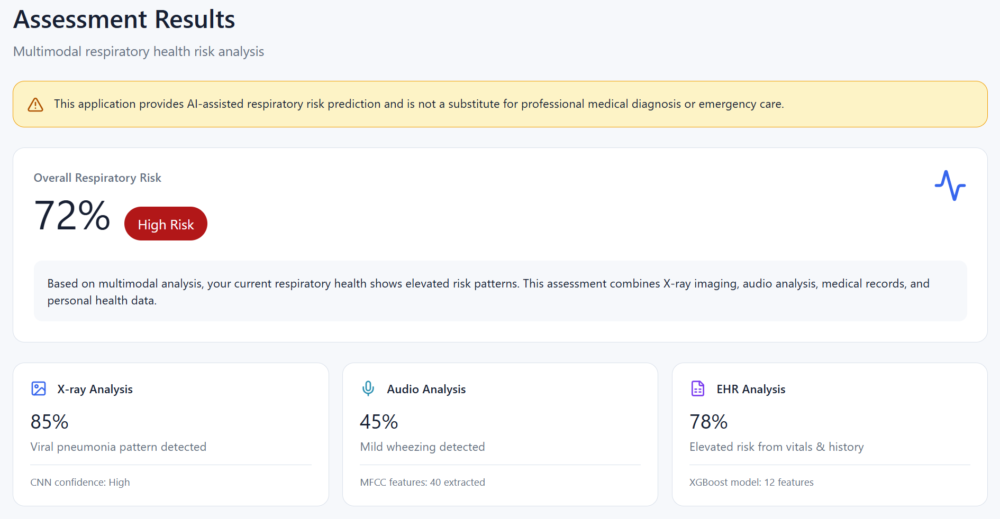 Assessment Results
Multimodal respiratory health risk analysis
This application provides AI-assisted respiratory risk prediction and is not a substitute for professional medical diagnosis or emergency care.
Overall Respiratory Risk
72%
High Risk
Based on multimodal analysis, your current respiratory health shows elevated risk patterns. This assessment combines X-ray imaging, audio analysis, medical records, and
personal health data.
X-ray Analysis
85%
Viral pneumonia pattern detected
CNN confidence: High
Audio Analysis
45%
Mild wheezing detected
MFCC features: 40 extracted
EHR Analysis
78%
Elevated risk from vitals & history
XGBoost model: 12 features